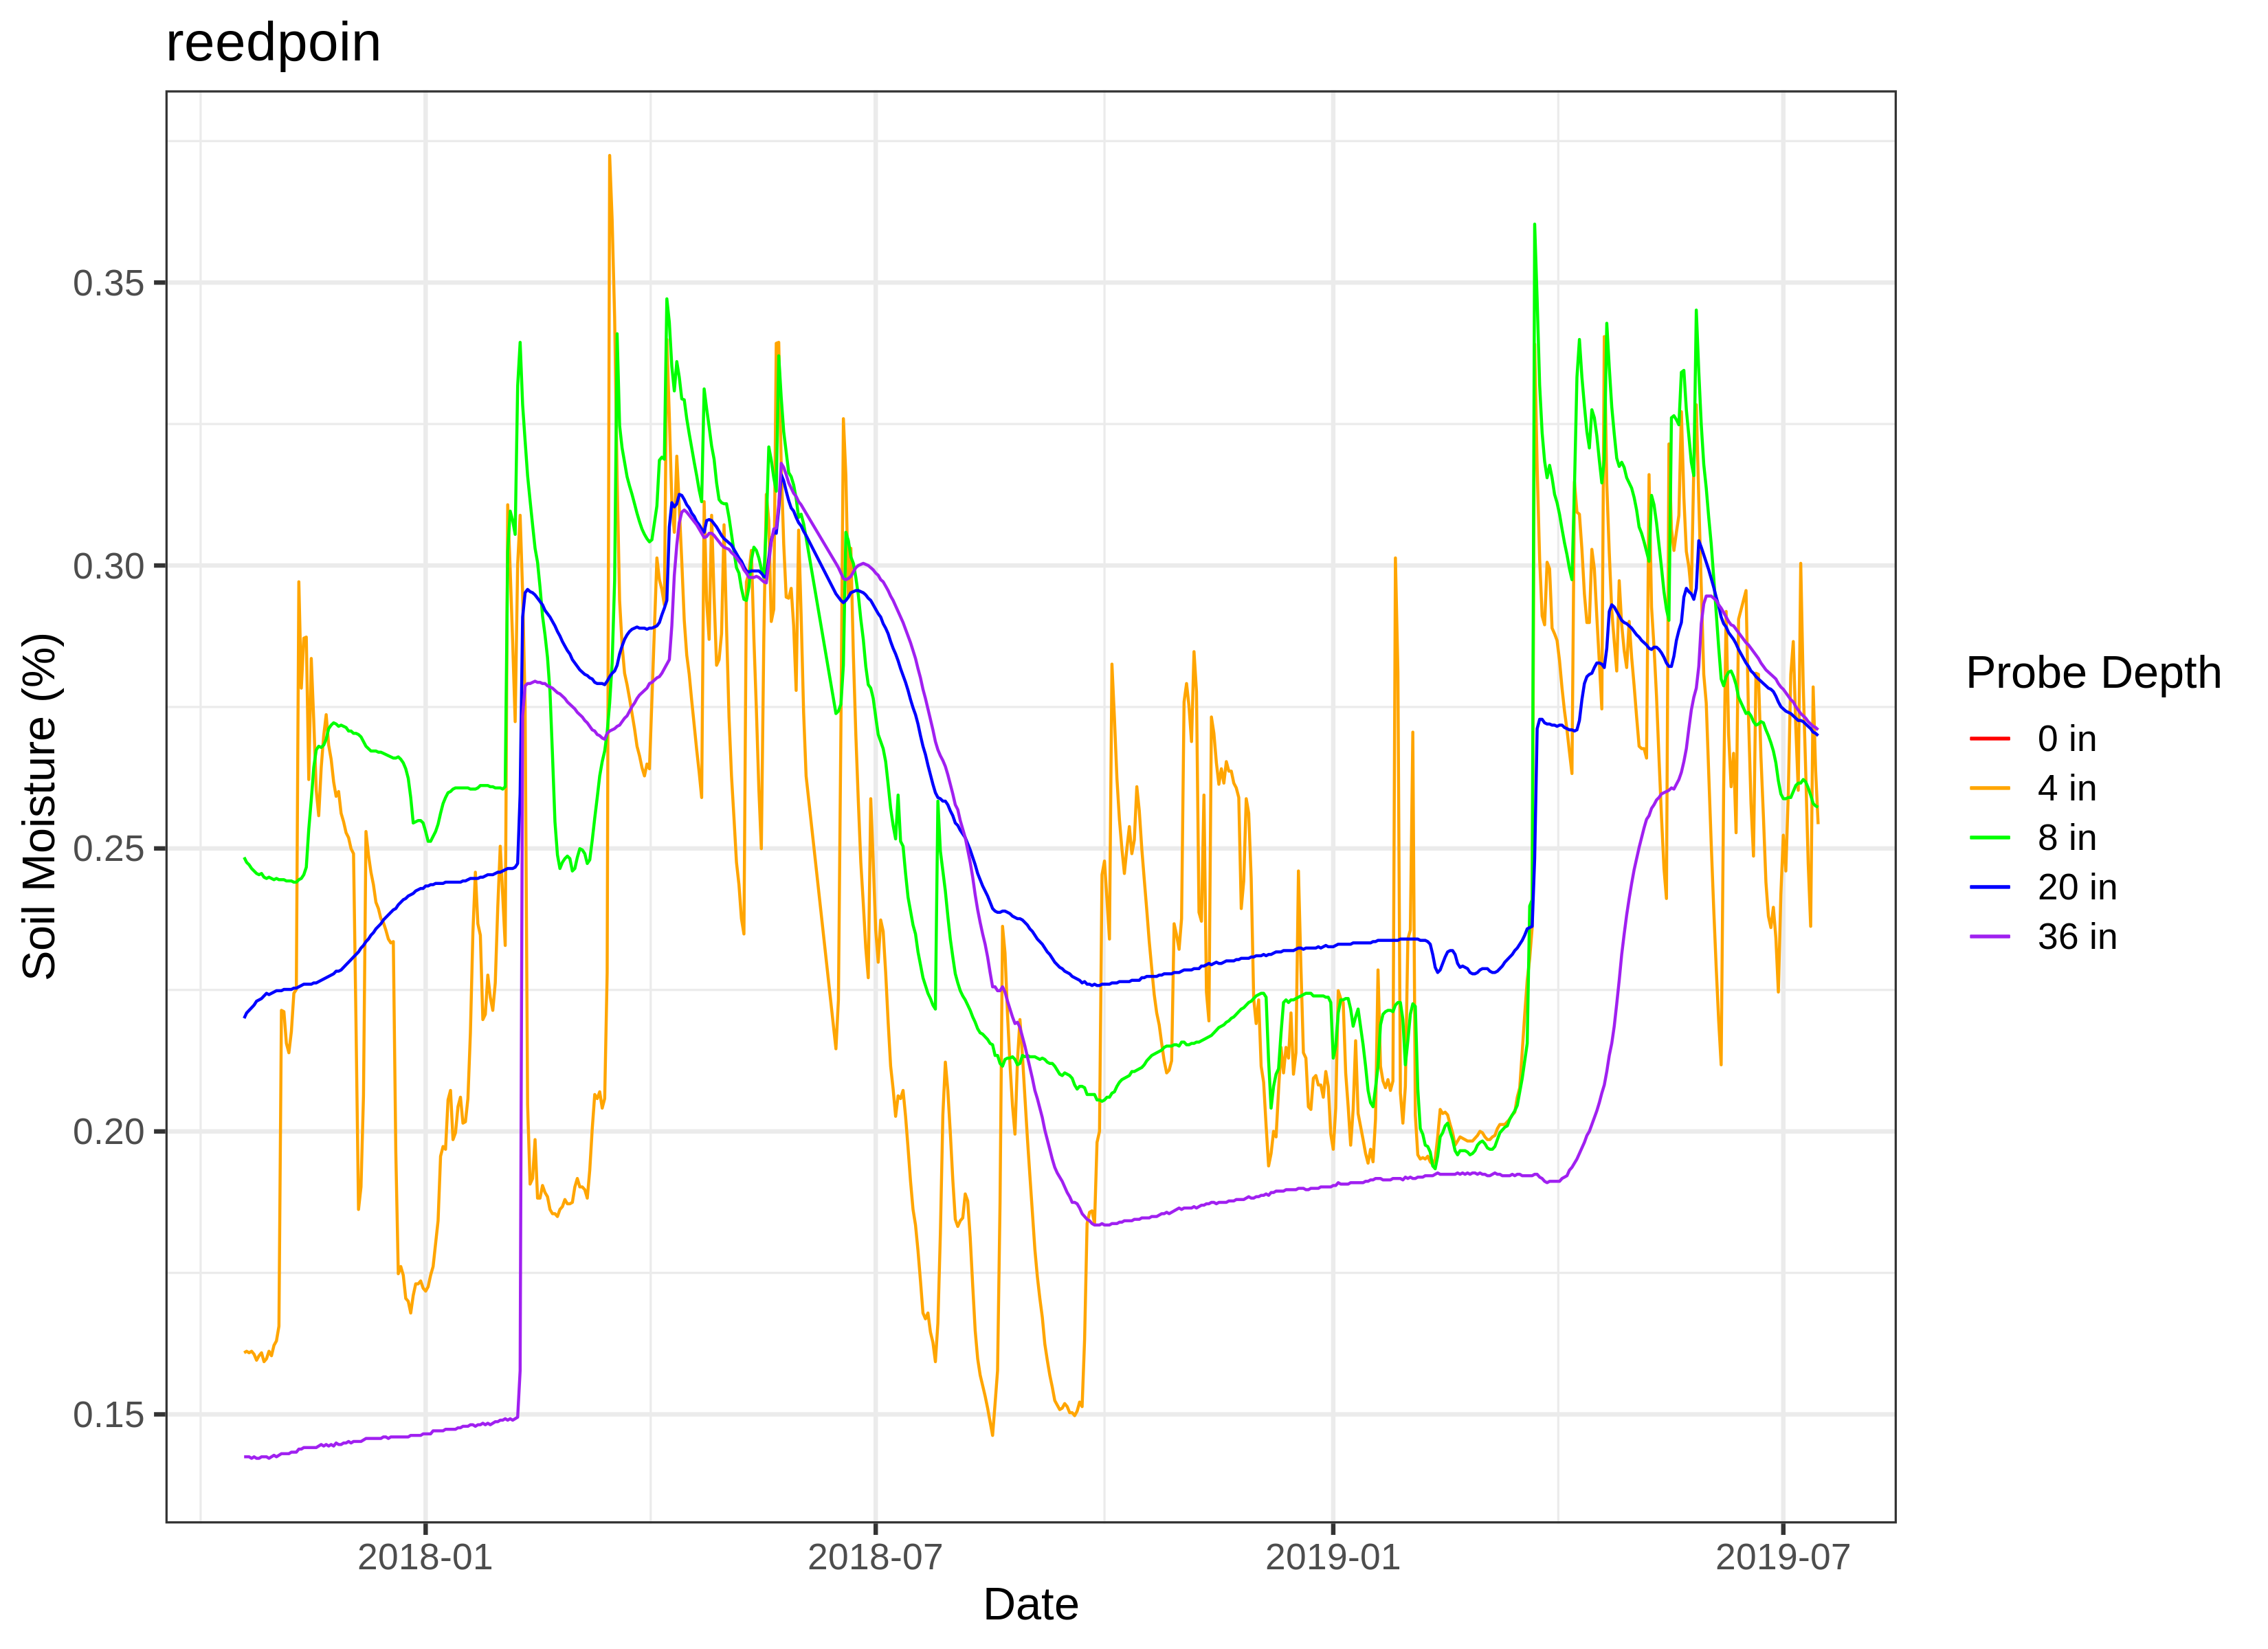 reedpoin
Soil Moisture (%)
0.35
0.30
0.25
0.20
0.15
2018-01
2018-07
2019-01
2019-07
Date
Probe Depth
0 in
4 in
8 in
20 in
36 in